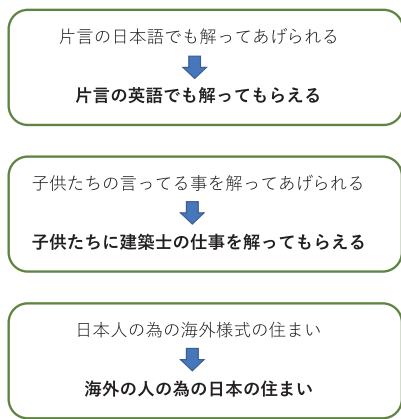 片言の日本語でも解ってあげられる
片言の英語でも解ってもらえる
子供たちの言ってる事を解ってあげられる
子供たちに建築士の仕事を解ってもらえる
日本人の為の海外様式の住まい
海外の人の為の日本の住まい